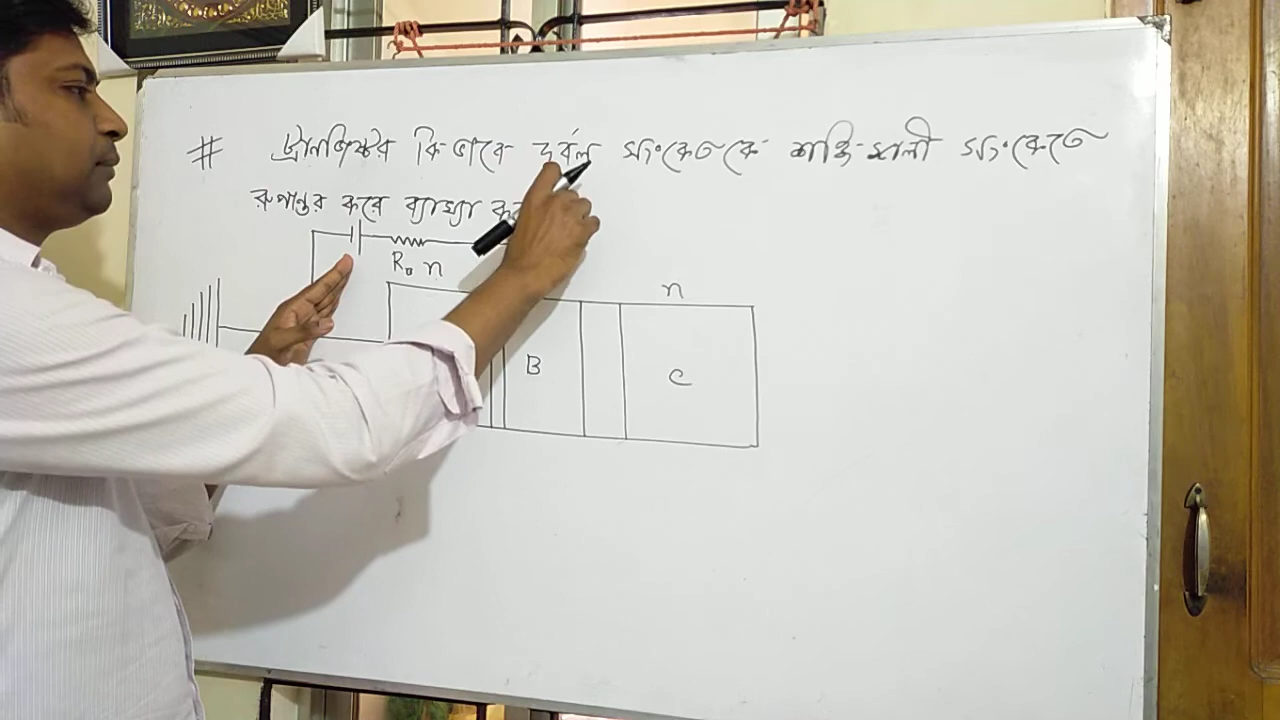 # ট্রানজিস্টর কিভাবে দুর্বল সংকেতকে শক্তিশালী সংকেতে
রুপান্তর করে ব্যাখ্যা
R₀ n
n
B
C